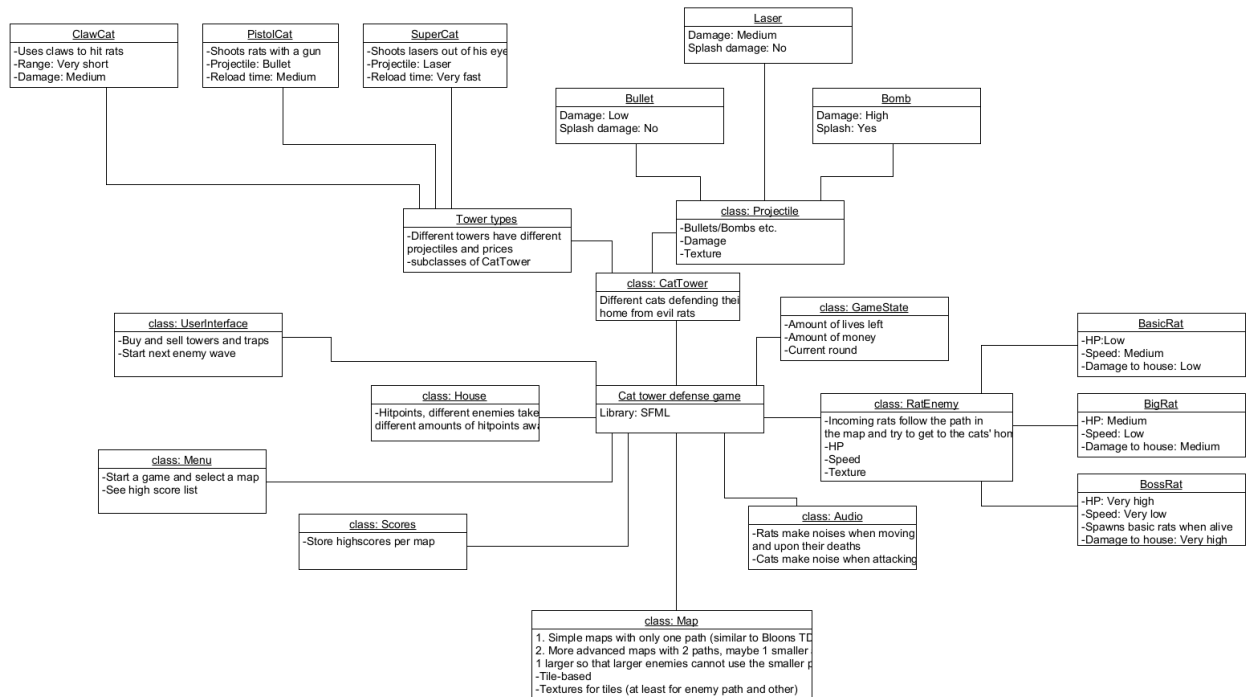 Laser
Damage: Medium
Splash damage: No
ClawCat
-Uses claws to hit rats
-Range: Very short
-Damage: Medium
PistolCat
-Shoots rats with a gun
-Projectile: Bullet
-Reload time: Medium
SuperCat
-Shoots lasers out of his eye
-Projectile: Laser
-Reload time: Very fast
Bullet
Damage: Low
Splash damage: No
Bomb
Damage: High
Splash: Yes
Tower types
-Different towers have different
projectiles and prices
-subclasses of CatTower
class: Projectile
-Bullets/Bombs etc.
-Damage
-Texture
class: CatTower
Different cats defending thei
home from evil rats
class: GameState
-Amount of lives left
-Amount of money
-Current round
class: UserInterface
-Buy and sell towers and traps
-Start next enemy wave
BasicRat
-HP:Low
-Speed: Medium
-Damage to house: Low
class: House
-Hitpoints, different enemies take
different amounts of hitpoints awa
Cat tower defense game
Library: SFML
class: RatEnemy
-Incoming rats follow the path in
the map and try to get to the cats' hom
-HP
-Speed
-Texture
BigRat
-HP: Medium
-Speed: Low
-Damage to house: Medium
class: Menu
-Start a game and select a map
-See high score list
BossRat
-HP: Very high
-Speed: Very low
-Spawns basic rats when alive
-Damage to house: Very high
class: Scores
-Store highscores per map
class: Audio
-Rats make noises when moving
and upon their deaths
-Cats make noise when attacking
class: Map
1. Simple maps with only one path (similar to Bloons TD
2. More advanced maps with 2 paths, maybe 1 smaller
1 larger so that larger enemies cannot use the smaller p
-Tile-based
-Textures for tiles (at least for enemy path and other)